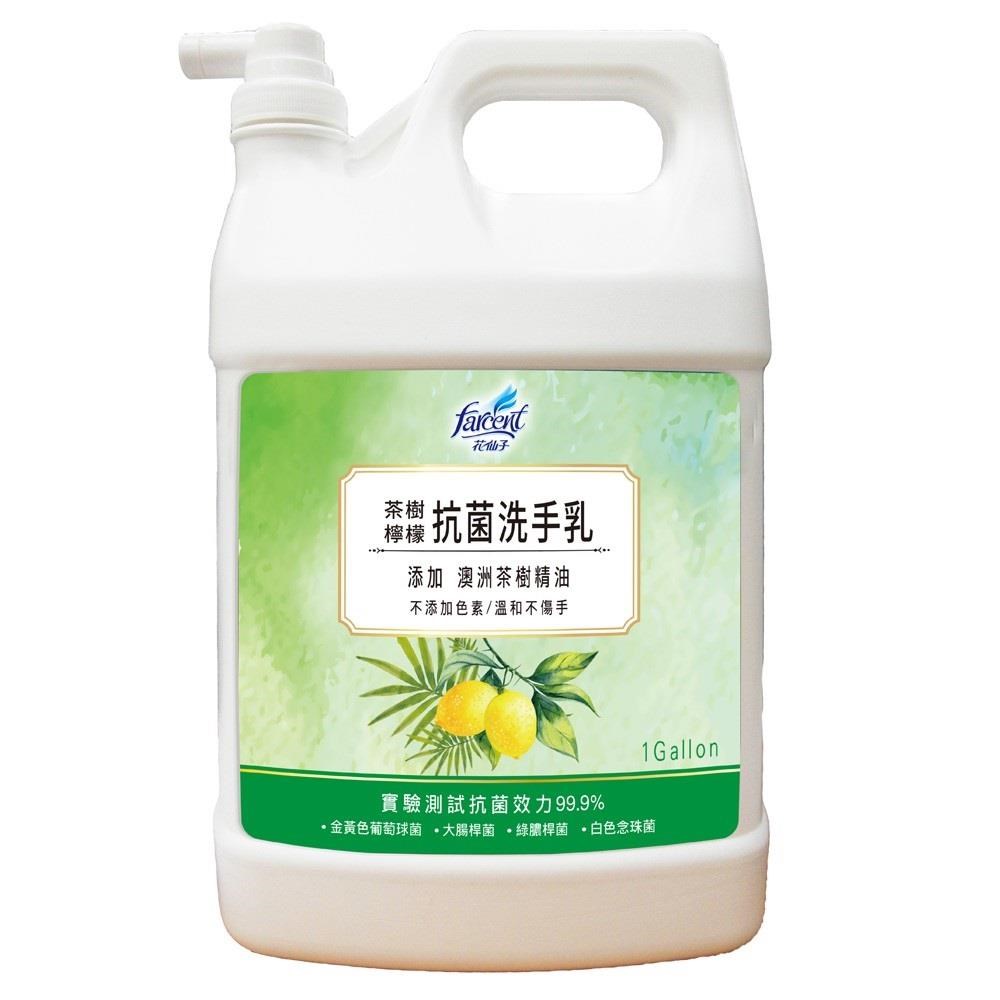 farcent
花仙子
茶樹檸檬 抗菌洗手乳
添加 澳洲茶樹精油
不添加色素/溫和不傷手
1Gallon
實驗測試抗菌效力99.9%
•金黃色葡萄球菌 •大腸桿菌 •綠膿桿菌 •白色念珠菌